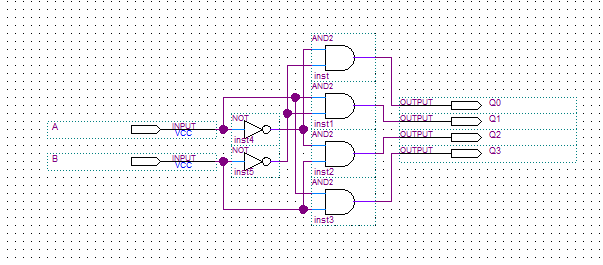 AND2
inst
AND2
inst1
AND2
inst2
AND2
inst3
A
INPUT
VCC
B
INPUT
VCC
NOT
inst4
NOT
inst5
OUTPUT Q0
OUTPUT Q1
OUTPUT Q2
OUTPUT Q3